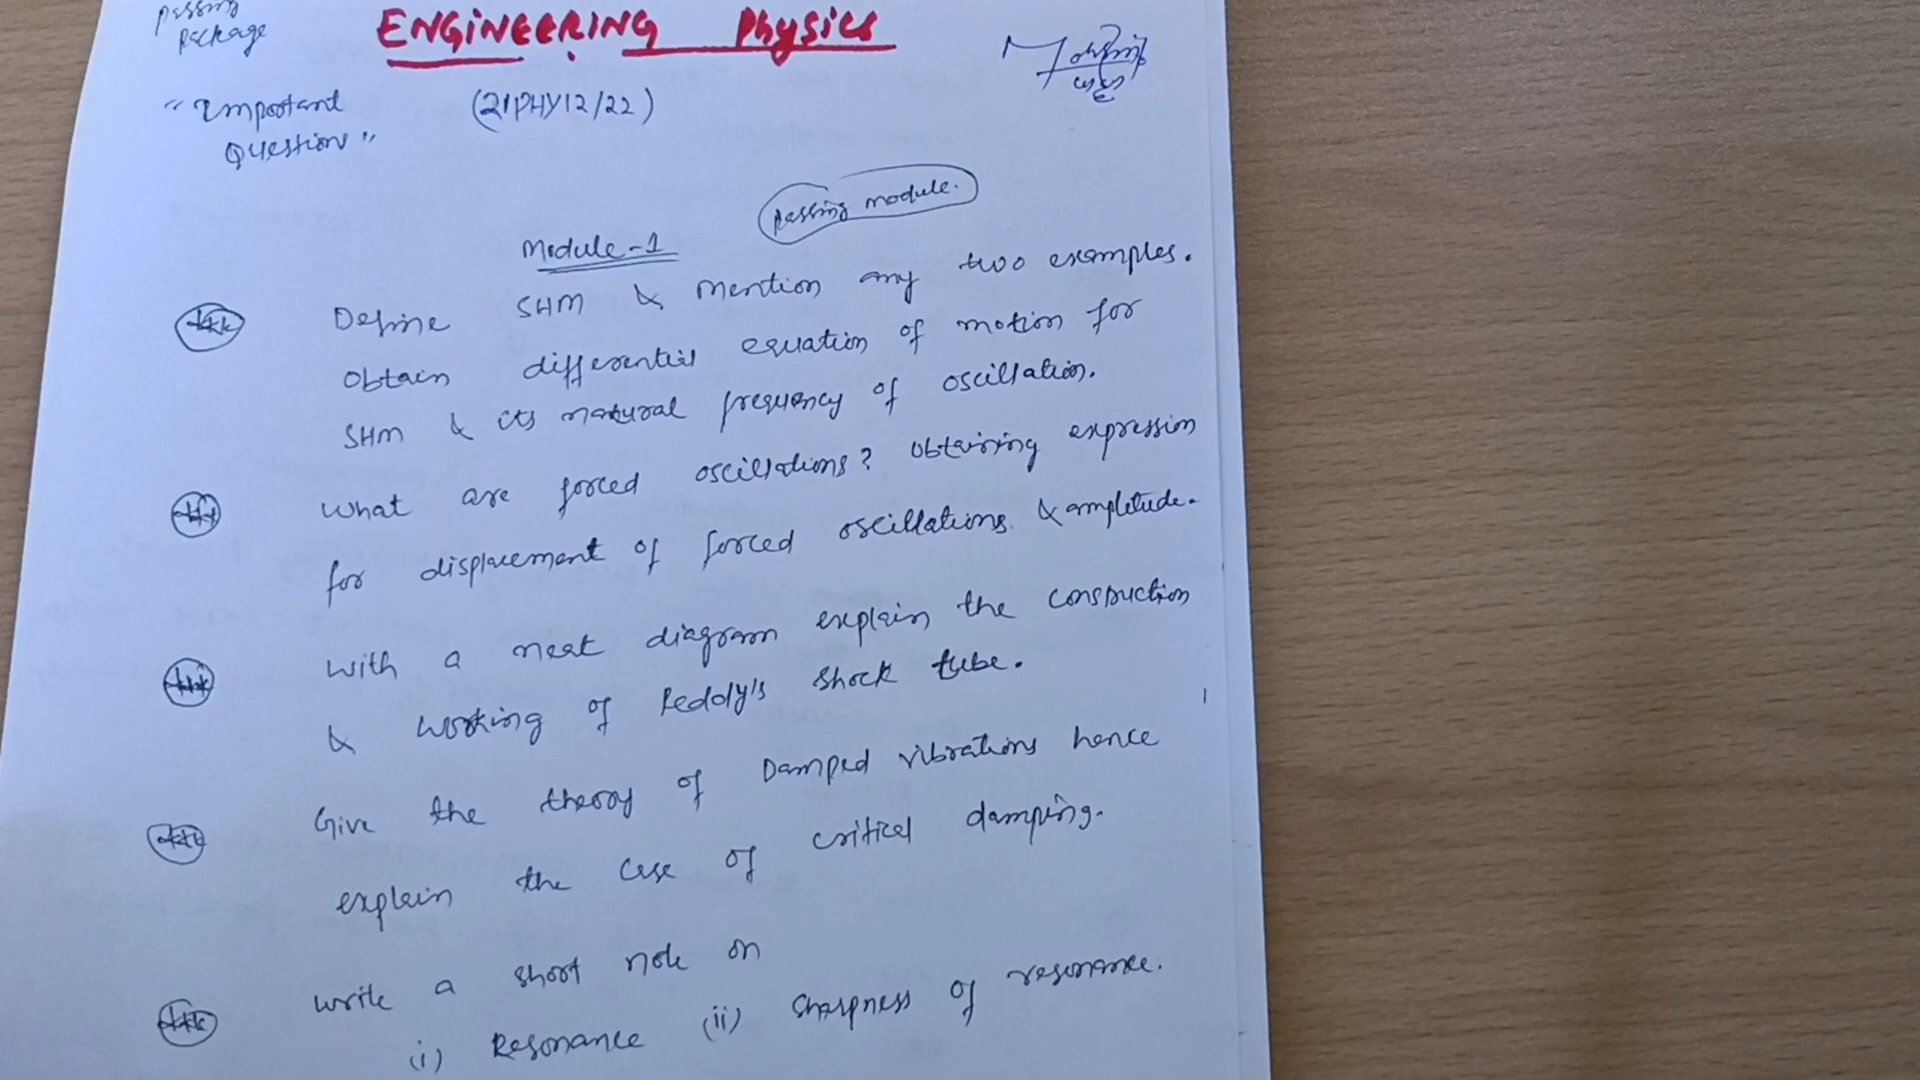 Passing
Package
ENGINEERING Physics
"Important
Question"
(21PHY12/22)
passing module.
Module-1
Define SHM & mention any two examples.
obtain differential equation of motion for
SHM & its natural frequency of oscillation.
what are forced oscillations? obtaining expression
for displacement of forced oscillations & amplitude.
with a neat diagram explain the consruction
& working of Reddy's shock tube.
Give the theory of Damped vibrations hence
explain the case of critical damping.
write a short note on
(i) Resonance (ii) sharpness of resonance.